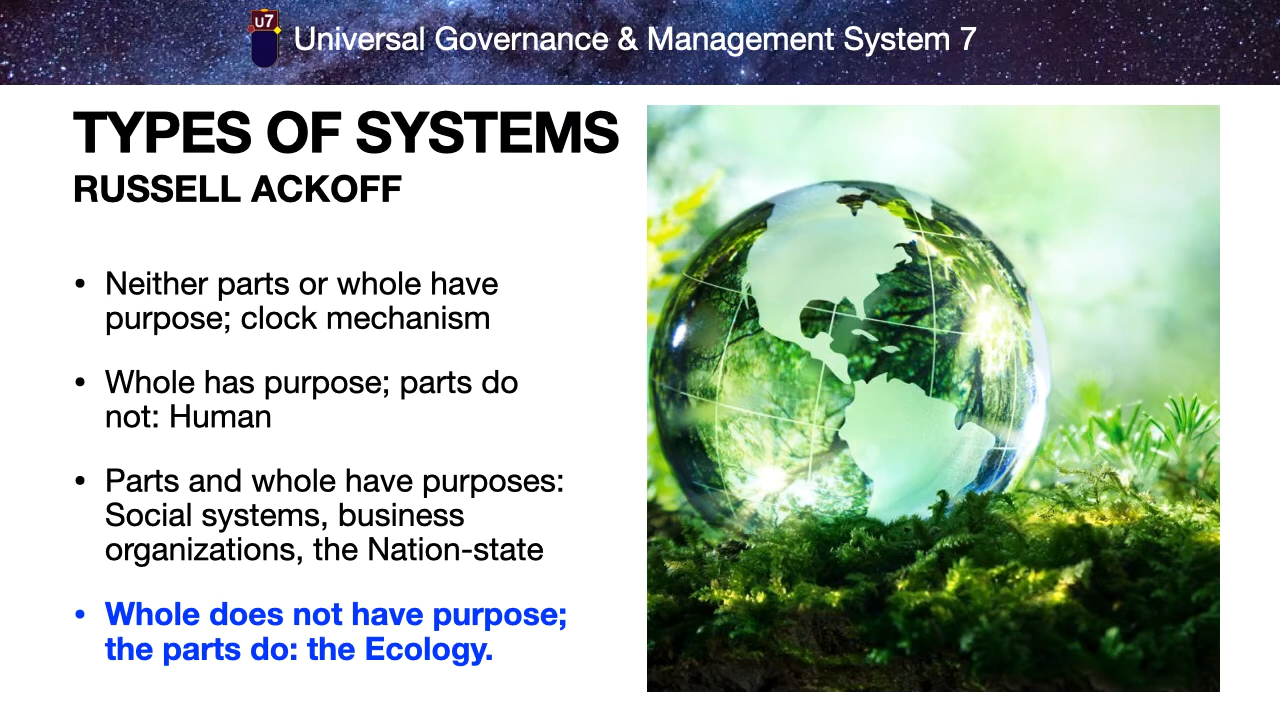 U7
Universal Governance & Management System 7
TYPES OF SYSTEMS
RUSSELL ACKOFF
• Neither parts or whole have
purpose; clock mechanism
• Whole has purpose; parts do
not: Human
• Parts and whole have purposes:
Social systems, business
organizations, the Nation-state
• Whole does not have purpose;
the parts do: the Ecology.